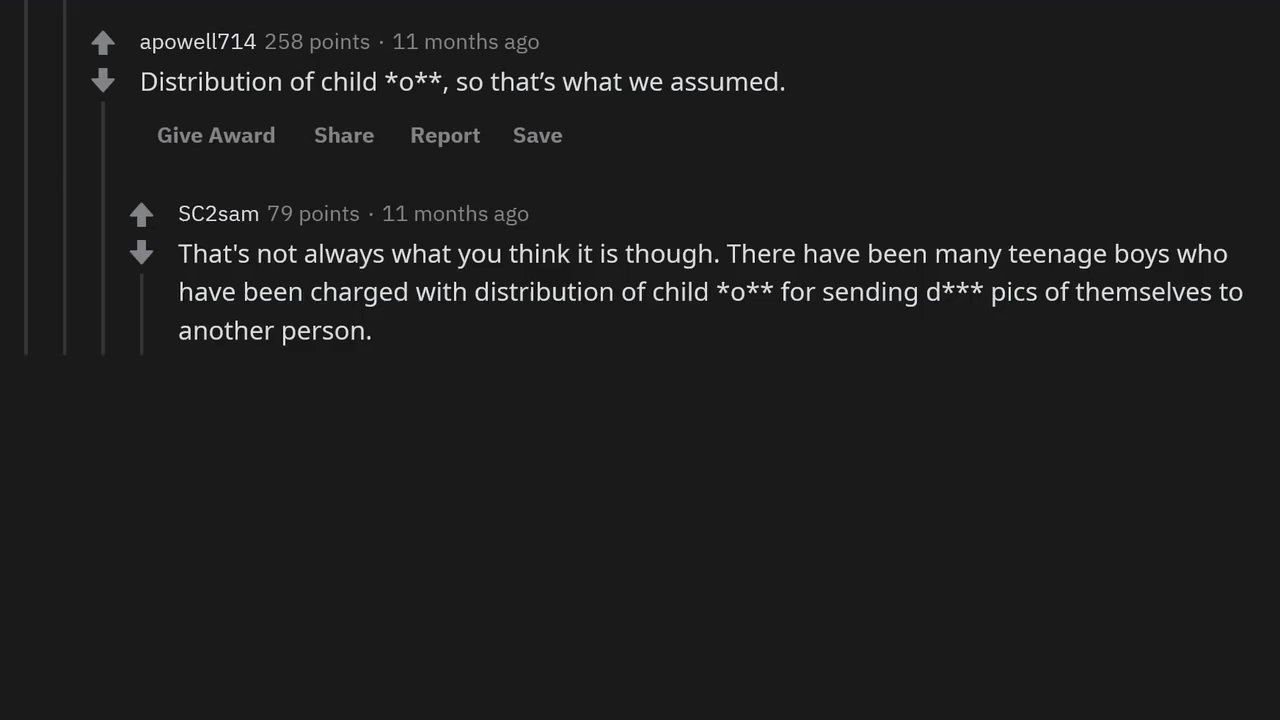 apowell714 258 points · 11 months ago
Distribution of child *o**, so that’s what we assumed.
Give Award Share Report Save
SC2sam 79 points · 11 months ago
That's not always what you think it is though. There have been many teenage boys who
have been charged with distribution of child *o** for sending d*** pics of themselves to
another person.